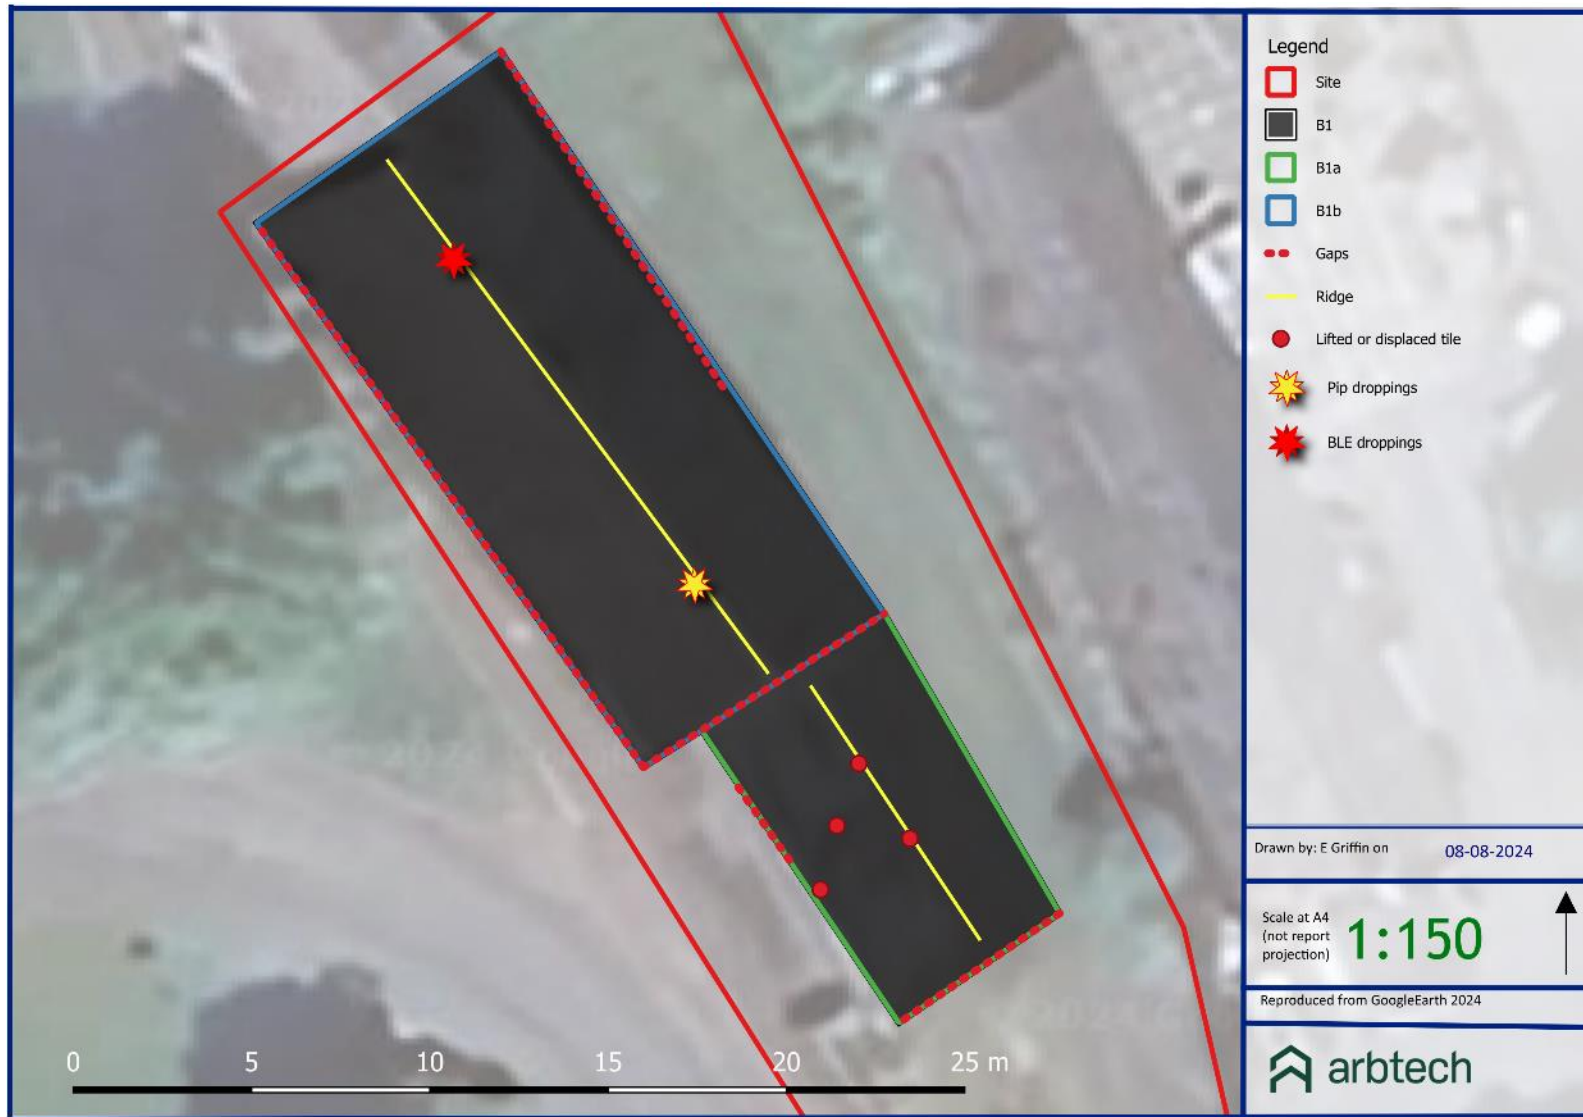 Legend
Site
B1
B1a
B1b
Gaps
Ridge
Lifted or displaced tile
Pip droppings
BLE droppings
Drawn by: E Griffin on 08-08-2024
Scale at A4
(not report
projection)
1:150
Reproduced from GoogleEarth 2024
arbtech
0 5 10 15 20 25 m